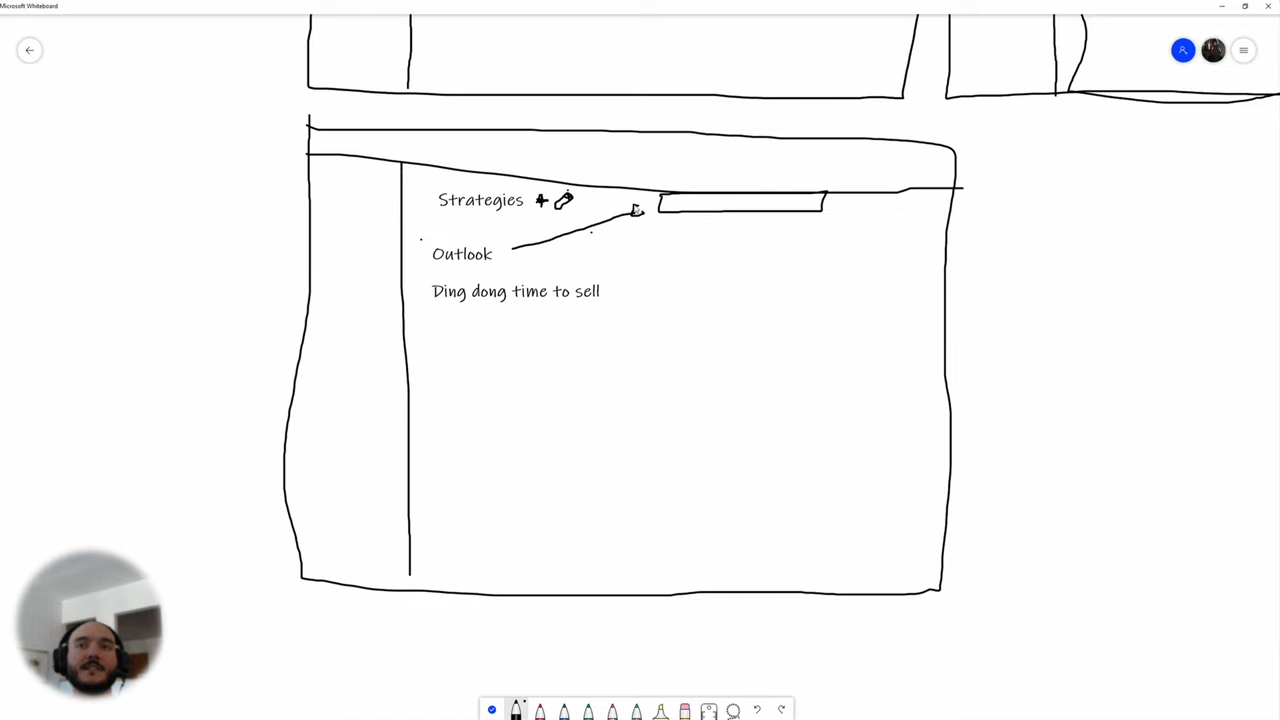 Microsoft Whiteboard
Strategies
Outlook
Ding dong time to sell